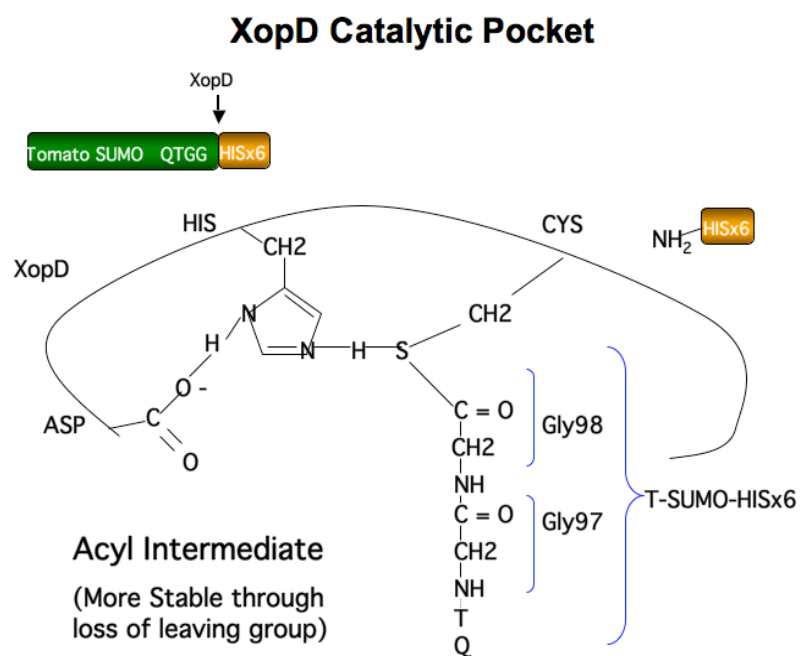 XopD Catalytic Pocket
XopD
Tomato SUMO QTGG HISx6
HIS
CH2
CYS
NH2 HISx6
XopD
N
H
N H S
CH2
O -
ASP
C
O
C = O
CH2
Gly98
NH
C = O
Gly97
CH2
NH
T
Q
T-SUMO-HISx6
Acyl Intermediate
(More Stable through
loss of leaving group)